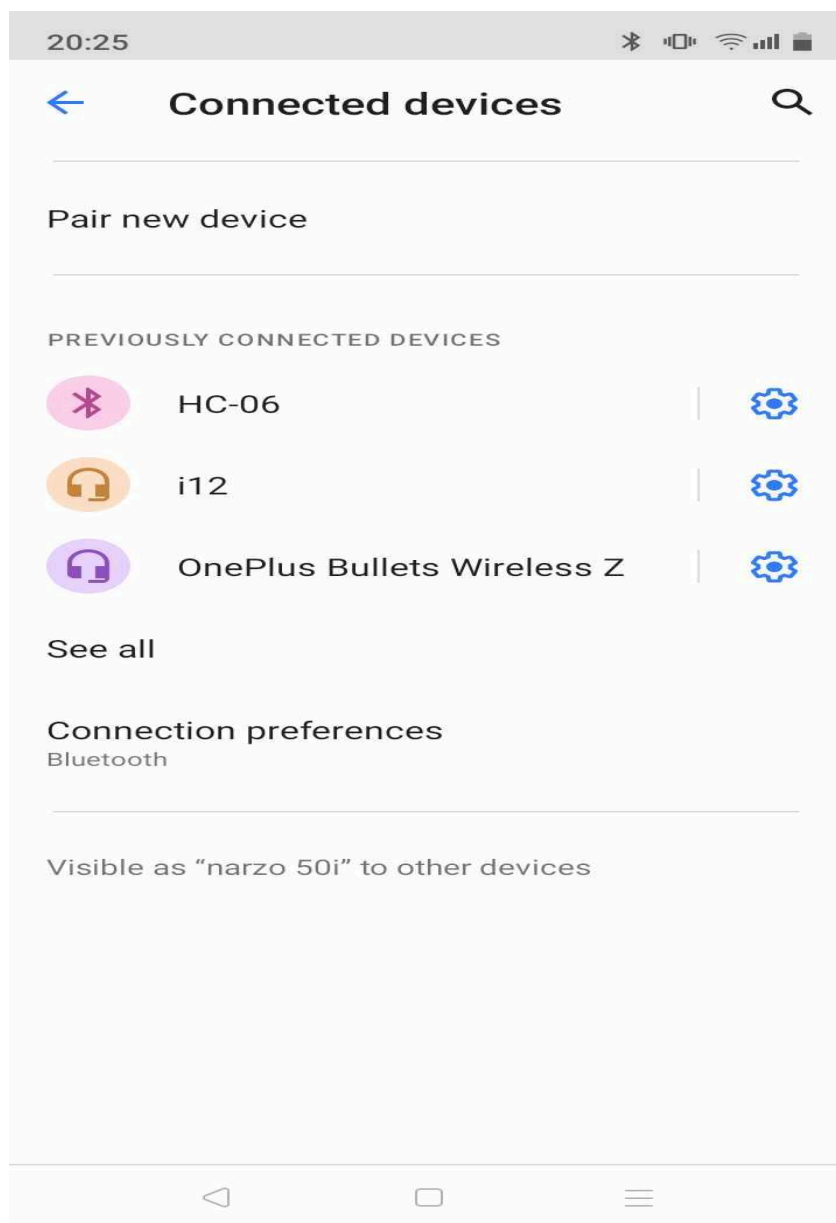 20:25
Connected devices
Pair new device
PREVIOUSLY CONNECTED DEVICES
HC-06
i12
OnePlus Bullets Wireless Z
See all
Connection preferences
Bluetooth
Visible as “narzo 50i” to other devices